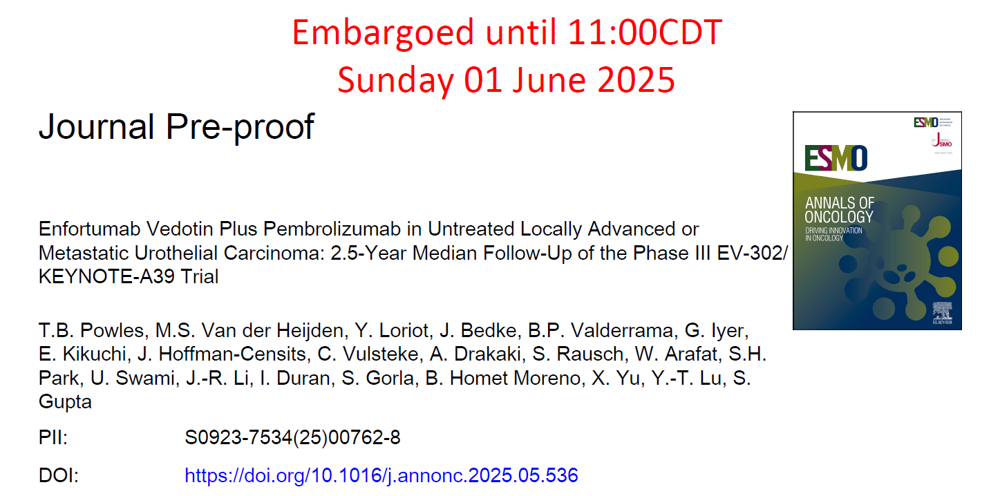 Embargoed until 11:00CDT
Sunday 01 June 2025
Journal Pre-proof
ESMO
SMO
ESMO
ANNALS OF
ONCOLOGY
DRIVING INNOVATION
IN ONCOLOGY
ELSEVIER
Enfortumab Vedotin Plus Pembrolizumab in Untreated Locally Advanced or
Metastatic Urothelial Carcinoma: 2.5-Year Median Follow-Up of the Phase III EV-302/
KEYNOTE-A39 Trial
T.B. Powles, M.S. Van der Heijden, Y. Loriot, J. Bedke, B.P. Valderrama, G. Iyer,
E. Kikuchi, J. Hoffman-Censits, C. Vulsteke, A. Drakaki, S. Rausch, W. Arafat, S.H.
Park, U. Swami, J.-R. Li, I. Duran, S. Gorla, B. Homet Moreno, X. Yu, Y.-T. Lu, S.
Gupta
PII: S0923-7534(25)00762-8
DOI: https://doi.org/10.1016/j.annonc.2025.05.536